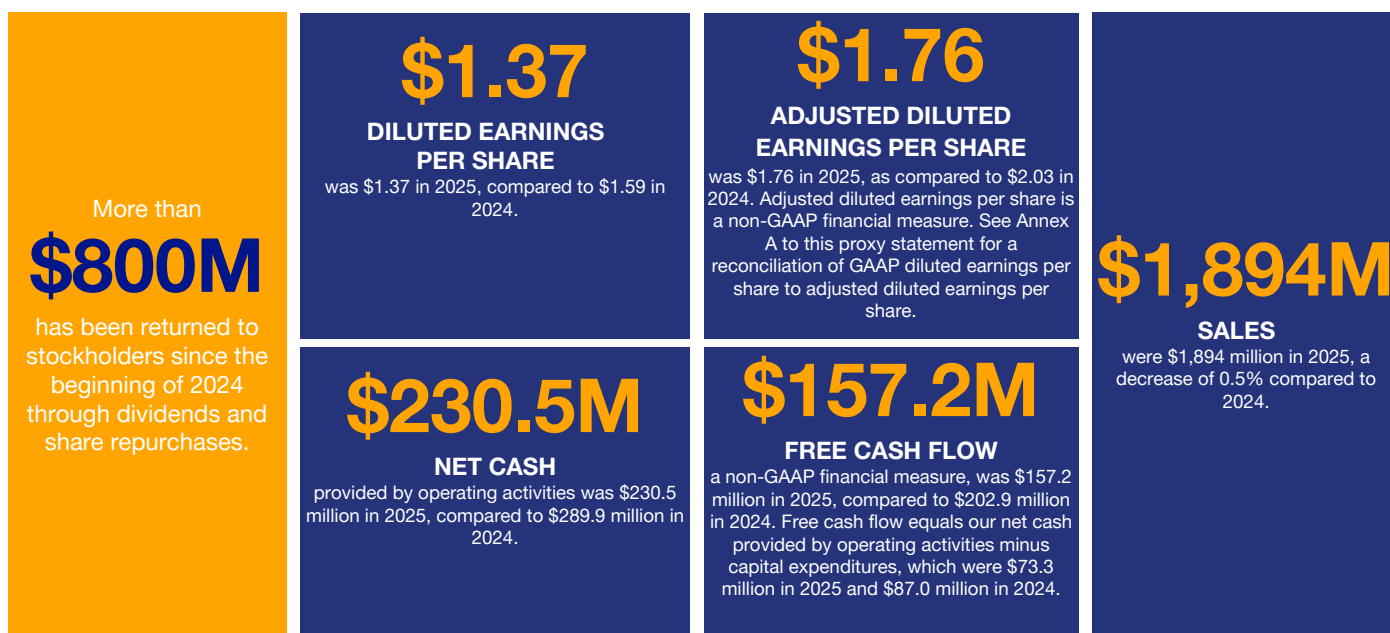 More than
$800M
has been returned to
stockholders since the
beginning of 2024
through dividends and
share repurchases.
$1.37
DILUTED EARNINGS
PER SHARE
was $1.37 in 2025, compared to $1.59 in
2024.
$1.76
ADJUSTED DILUTED
EARNINGS PER SHARE
was $1.76 in 2025, as compared to $2.03 in
2024. Adjusted diluted earnings per share is
a non-GAAP financial measure. See Annex
A to this proxy statement for a
reconciliation of GAAP diluted earnings per
share to adjusted diluted earnings per
share.
$230.5M
NET CASH
provided by operating activities was $230.5
million in 2025, compared to $289.9 million in
2024.
$157.2M
FREE CASH FLOW
a non-GAAP financial measure, was $157.2
million in 2025, compared to $202.9 million
in 2024. Free cash flow equals our net cash
provided by operating activities minus
capital expenditures, which were $73.3
million in 2025 and $87.0 million in 2024.
$1,894M
SALES
were $1,894 million in 2025, a
decrease of 0.5% compared to
2024.